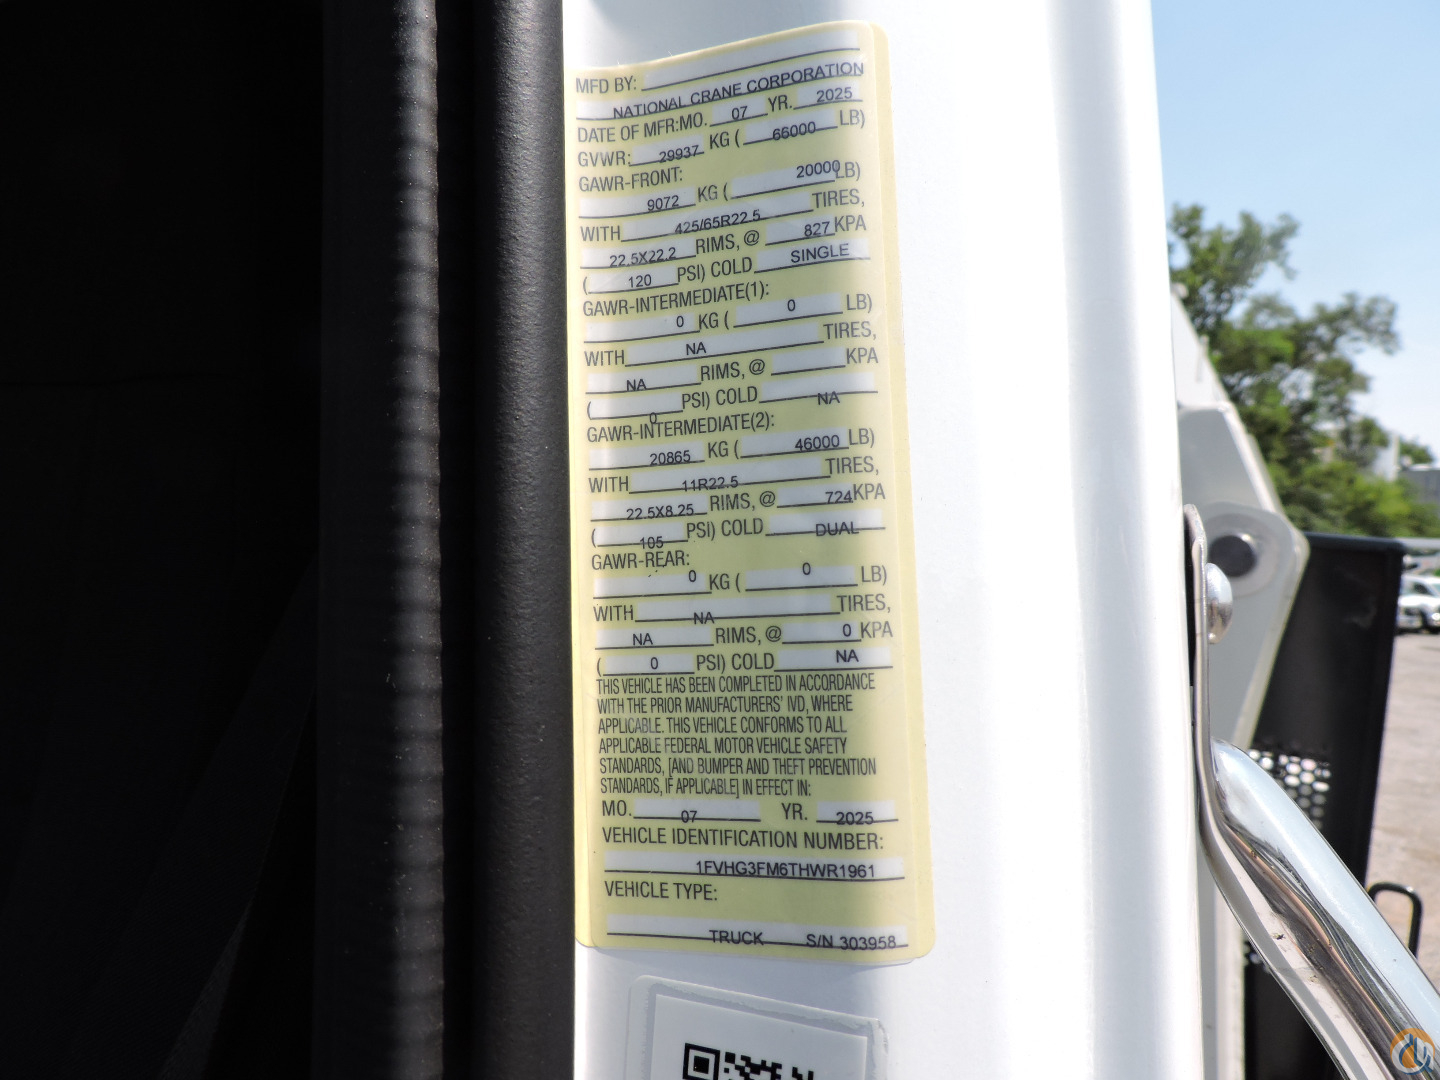 MFD BY:
NATIONAL CRANE CORPORATION
DATE OF MFR:MO. 07 YR. 2025
GVWR: 29937 KG ( 66000 LB)
GAWR-FRONT:
9072 KG ( 20000 LB)
WITH 425/65R22.5 TIRES,
22.5X22.2 RIMS, @ 827 KPA
( 120 PSI) COLD SINGLE
GAWR-INTERMEDIATE(1):
0 KG ( 0 LB)
WITH NA TIRES,
NA RIMS, @ KPA
( 0 PSI) COLD NA
GAWR-INTERMEDIATE(2):
20865 KG ( 46000 LB)
WITH 11R22.5 TIRES,
22.5X8.25 RIMS, @ 724 KPA
( 105 PSI) COLD DUAL
GAWR-REAR:
0 KG ( 0 LB)
WITH NA TIRES,
NA RIMS, @ 0 KPA
( 0 PSI) COLD NA
THIS VEHICLE HAS BEEN COMPLETED IN ACCORDANCE
WITH THE PRIOR MANUFACTURERS' IVD, WHERE
APPLICABLE. THIS VEHICLE CONFORMS TO ALL
APPLICABLE FEDERAL MOTOR VEHICLE SAFETY
STANDARDS, [AND BUMPER AND THEFT PREVENTION
STANDARDS, IF APPLICABLE] IN EFFECT IN:
MO. 07 YR. 2025
VEHICLE IDENTIFICATION NUMBER:
1FVHG3FM6THWR1961
VEHICLE TYPE:
TRUCK S/N 303958